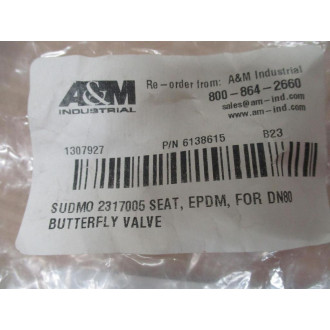 A&M
INDUSTRIAL
Re-order from: A&M Industrial
800-864-2660
sales@am-ind.com
www.am-ind.com
1307927 P/N 6138615 B23
SUDMO 2317005 SEAT, EPDM, FOR DN80
BUTTERFLY VALVE